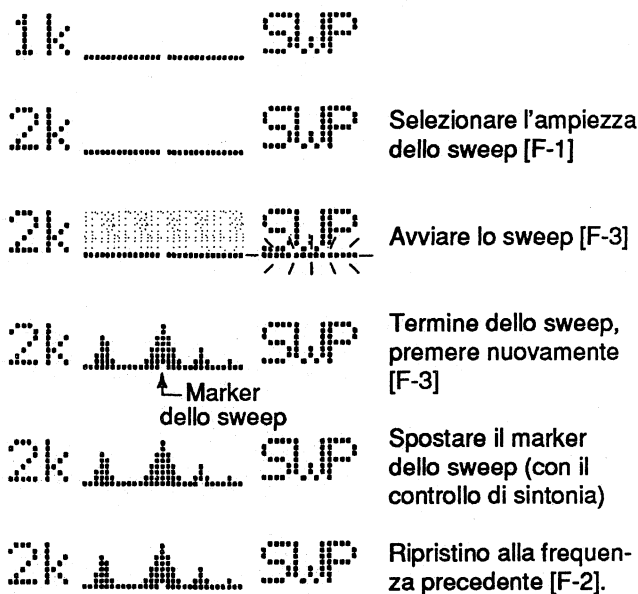 1k SWP
2k SWP
Selezionare l'ampiezza
dello sweep [F-1]
2k SWP
Avviare lo sweep [F-3]
2k SWP
Termine dello sweep,
premere nuovamente
[F-3]
Marker
dello sweep
2k SWP
Spostare il marker
dello sweep (con il
controllo di sintonia)
2k SWP
Ripristino alla frequen-
za precedente [F-2].